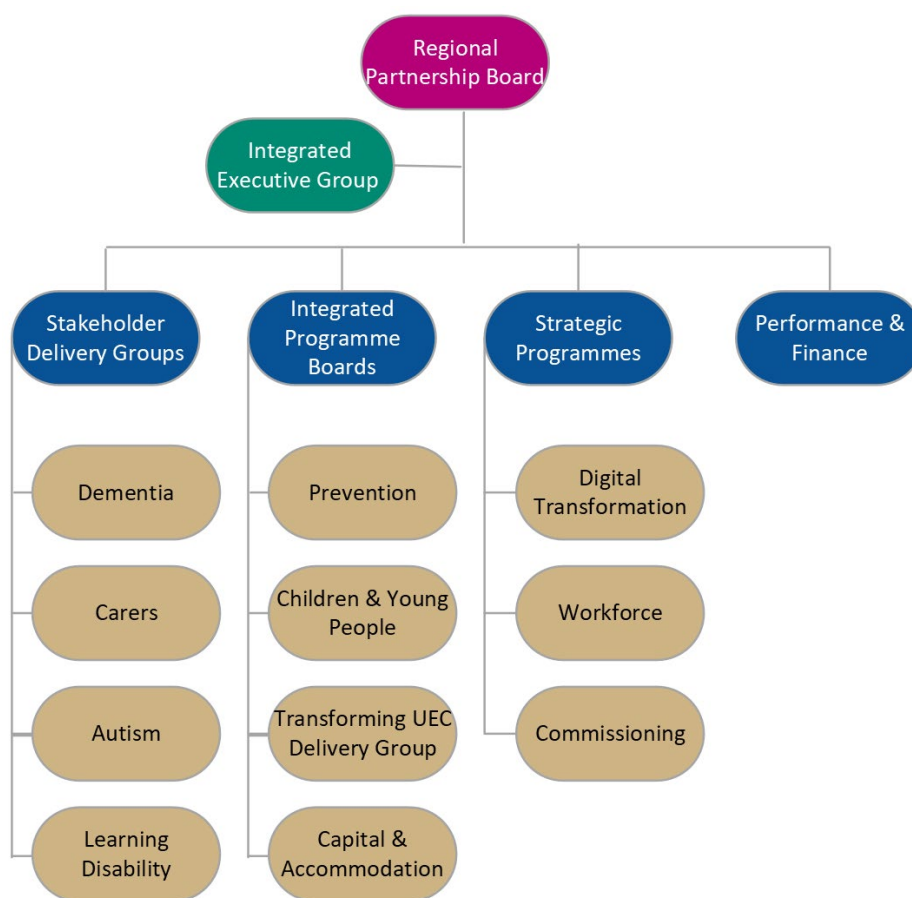 Regional
Partnership Board
Integrated
Executive Group
Stakeholder
Delivery Groups
Integrated
Programme
Boards
Strategic
Programmes
Performance &
Finance
Dementia
Prevention
Digital
Transformation
Carers
Children & Young
People
Workforce
Autism
Transforming UEC
Delivery Group
Commissioning
Learning
Disability
Capital &
Accommodation